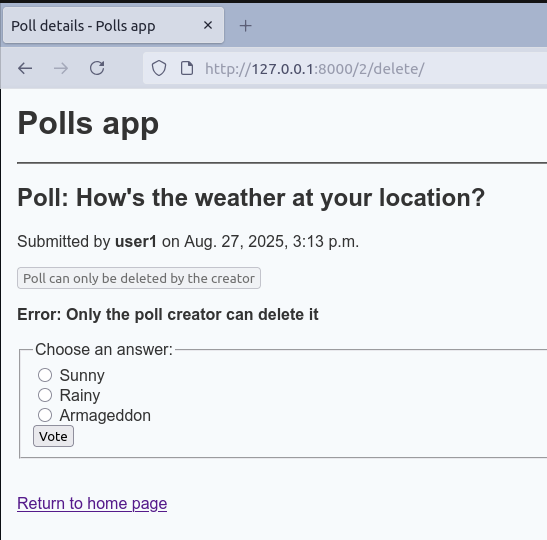 Poll details - Polls app
http://127.0.0.1:8000/2/delete/
Polls app
Poll: How's the weather at your location?
Submitted by user1 on Aug. 27, 2025, 3:13 p.m.
Poll can only be deleted by the creator
Error: Only the poll creator can delete it
Choose an answer:
Sunny
Rainy
Armageddon
Vote
Return to home page